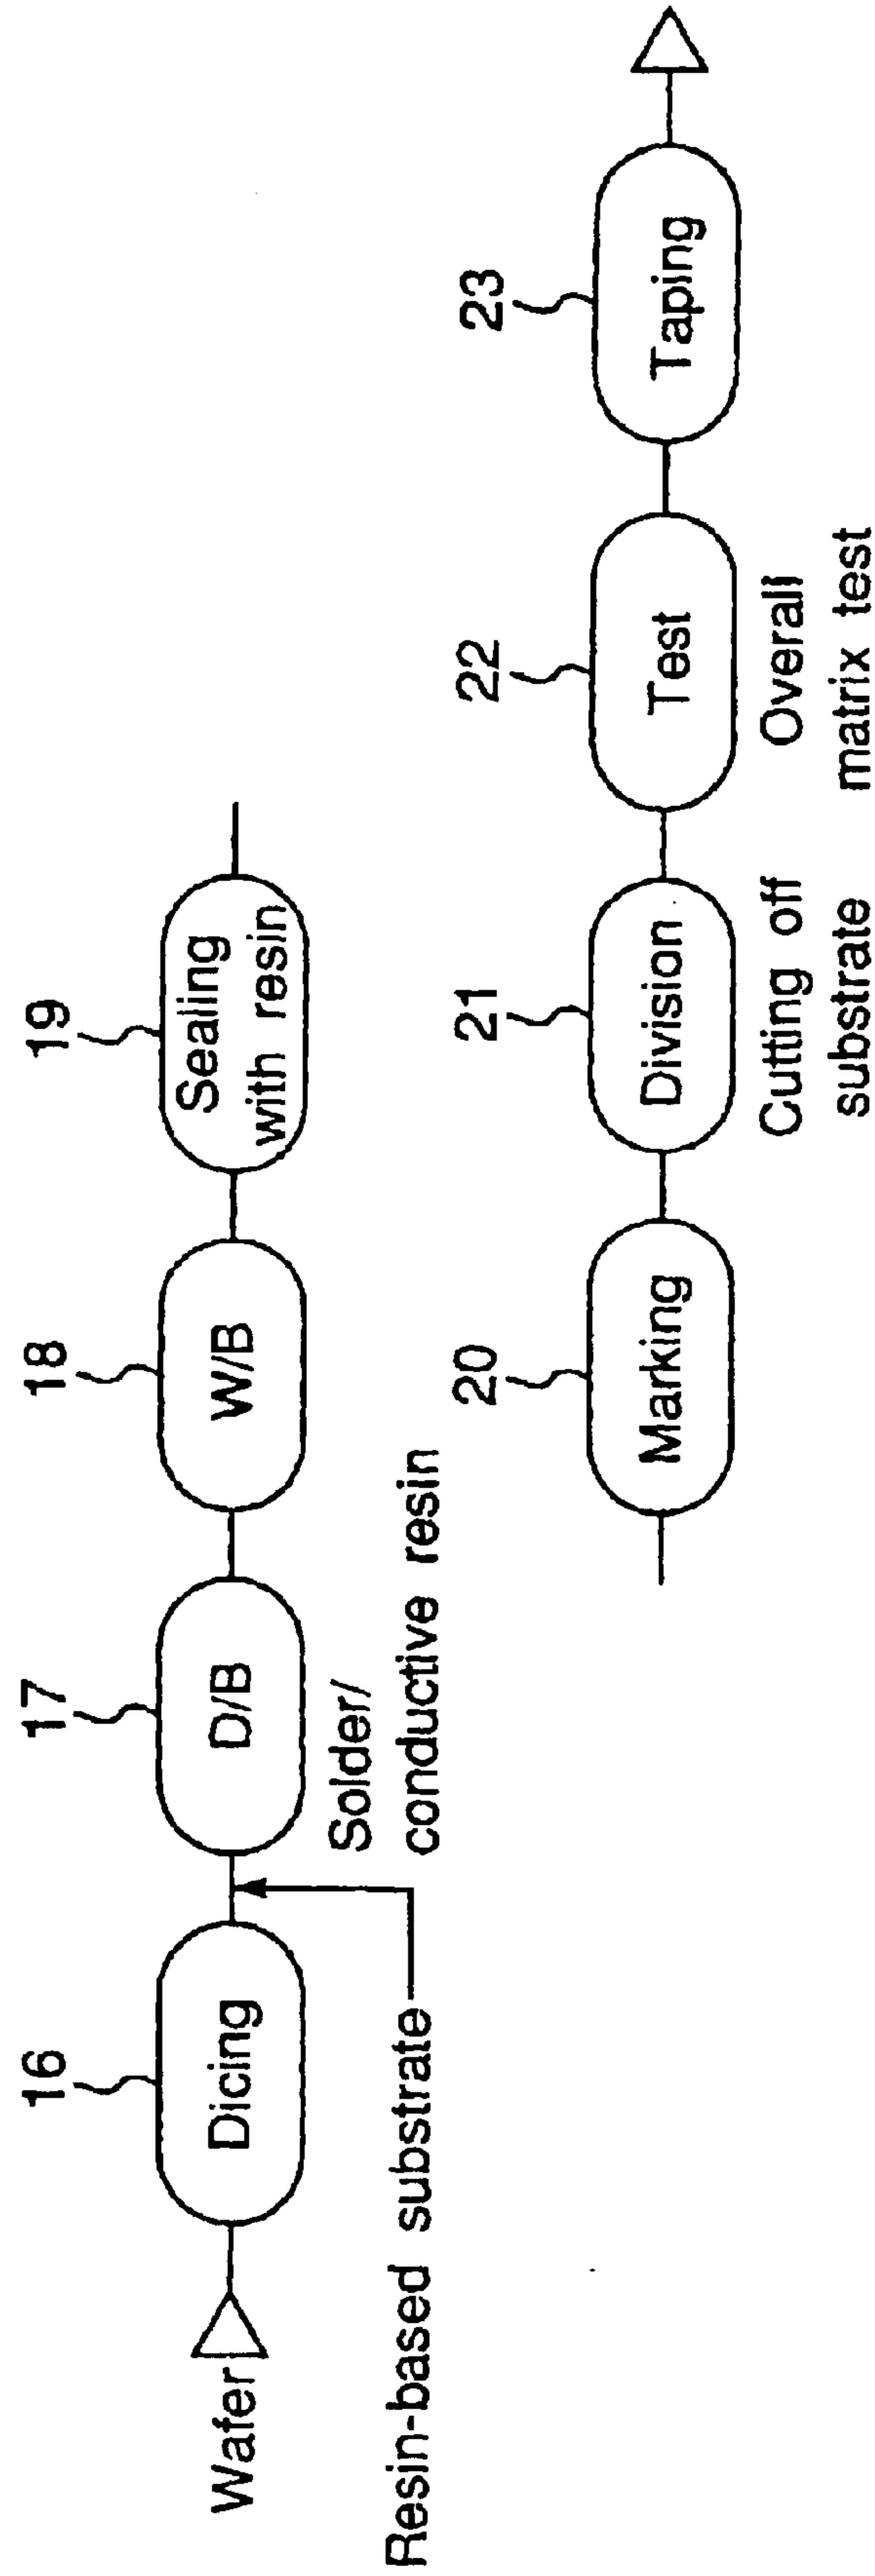 16
17
18
19
Wafer
Dicing
D/B
W/B
Sealing
with resin
Solder/
conductive resin
Resin-based substrate
20
21
22
23
Marking
Division
Test
Taping
Cutting off
substrate
Overall
matrix test